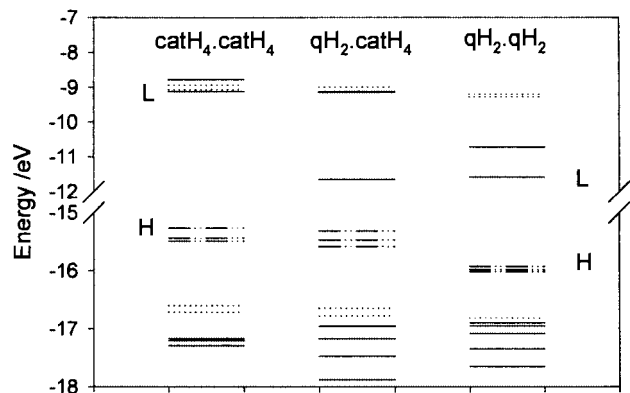 -7
catH₄.catH₄ qH₂.catH₄ qH₂.qH₂
-8
-9
L
-10
-11
L
-12
-15
H
H
-16
-17
-18
Energy /eV